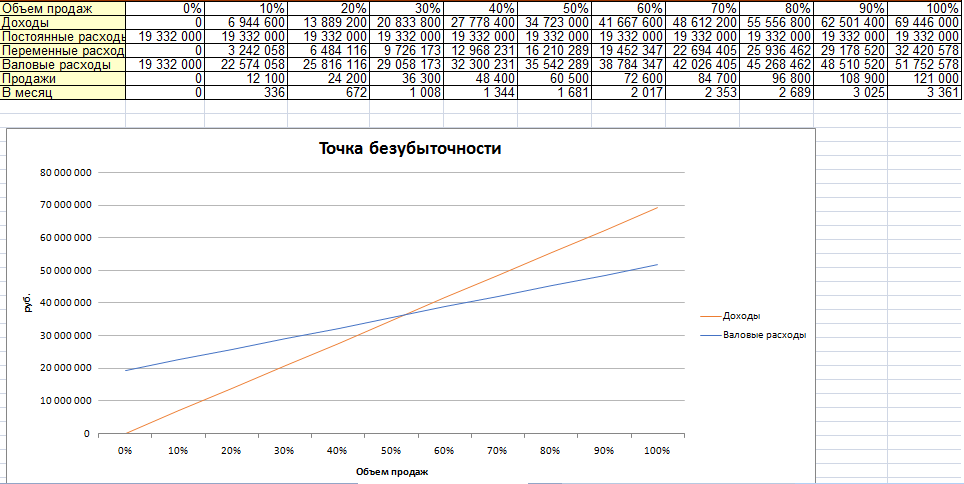 Объем продаж 0% 10% 20% 30% 40% 50% 60% 70% 80% 90% 100%
Доходы 0 6 944 600 13 889 200 20 833 800 27 778 400 34 723 000 41 667 600 48 612 200 55 556 800 62 501 400 69 446 000
Постоянные расходы 19 332 000 19 332 000 19 332 000 19 332 000 19 332 000 19 332 000 19 332 000 19 332 000 19 332 000 19 332 000 19 332 000
Переменные расход 0 3 242 058 6 484 116 9 726 173 12 968 231 16 210 289 19 452 347 22 694 405 25 936 462 29 178 520 32 420 578
Валовые расходы 19 332 000 22 574 058 25 816 116 29 058 173 32 300 231 35 542 289 38 784 347 42 026 405 45 268 462 48 510 520 51 752 578
Продажи 0 12 100 24 200 36 300 48 400 60 500 72 600 84 700 96 800 108 900 121 000
В месяц 0 336 672 1 008 1 344 1 681 2 017 2 353 2 689 3 025 3 361
Точка безубыточности
80 000 000
70 000 000
60 000 000
50 000 000
40 000 000
30 000 000
20 000 000
10 000 000
0
руб.
0% 10% 20% 30% 40% 50% 60% 70% 80% 90% 100%
Объем продаж
Доходы
Валовые расходы